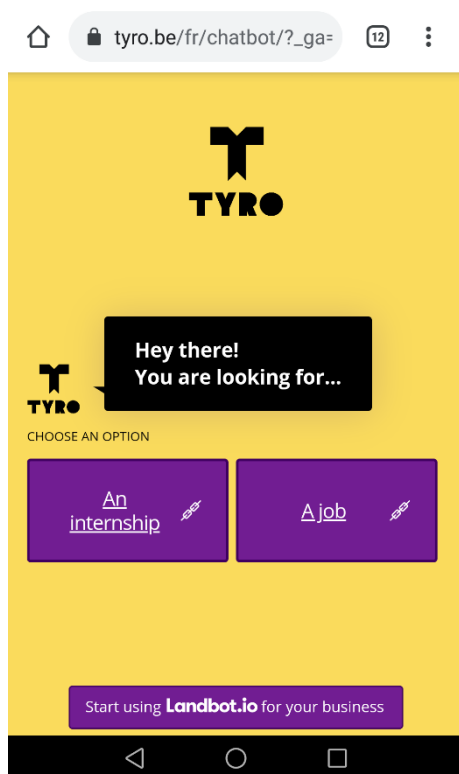 tyro.be/fr/chatbot/?_ga=
12
TYRO
Hey there!
You are looking for...
TYRO
CHOOSE AN OPTION
An
internship
A job
Start using Landbot.io for your business